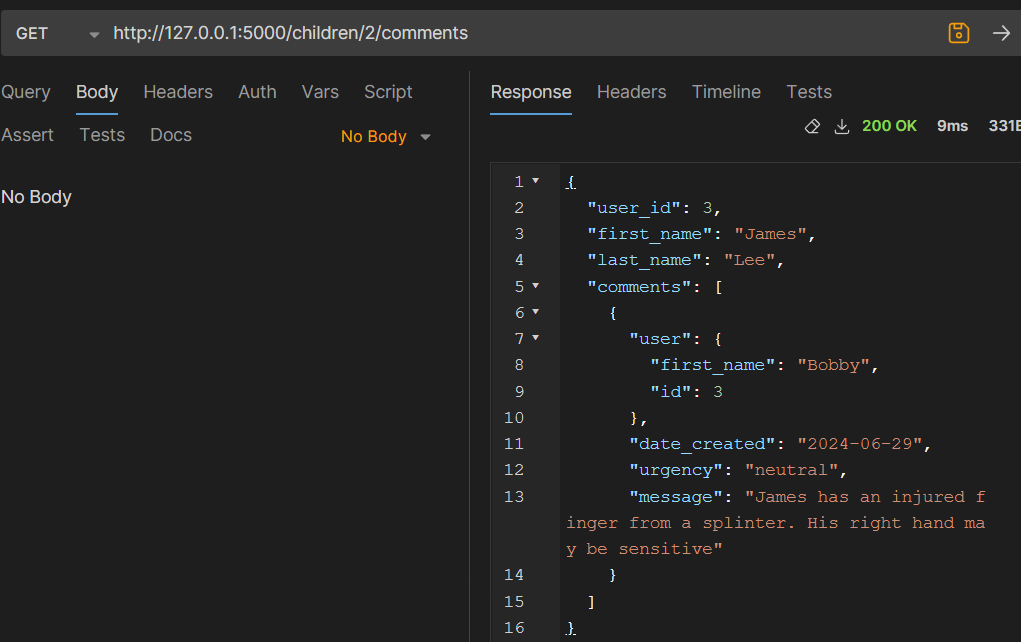 GET http://127.0.0.1:5000/children/2/comments
Query Body Headers Auth Vars Script
Assert Tests Docs No Body
No Body
Response Headers Timeline Tests
200 OK 9ms 331B
1 {
2 "user_id": 3,
3 "first_name": "James",
4 "last_name": "Lee",
5 "comments": [
6 {
7 "user": {
8 "first_name": "Bobby",
9 "id": 3
10 },
11 "date_created": "2024-06-29",
12 "urgency": "neutral",
13 "message": "James has an injured f
inger from a splinter. His right hand ma
y be sensitive"
14 }
15 ]
16 }